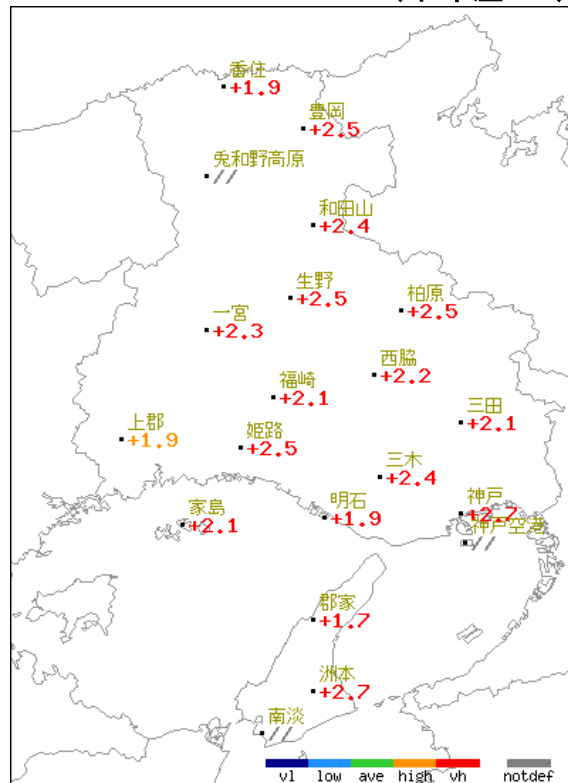 香住
+1.9
豊岡
+2.5
兎和野高原
//
和田山
+2.4
生野
+2.5
柏原
+2.5
一宮
+2.3
西脇
+2.2
福崎
+2.1
三田
+2.1
上郡
+1.9
姫路
+2.5
三木
+2.4
家島
+2.1
明石
+1.9
神戸
+2.7
神戸空港
//
郡家
+1.7
洲本
+2.7
南淡
//
vl low ave high vh notdef